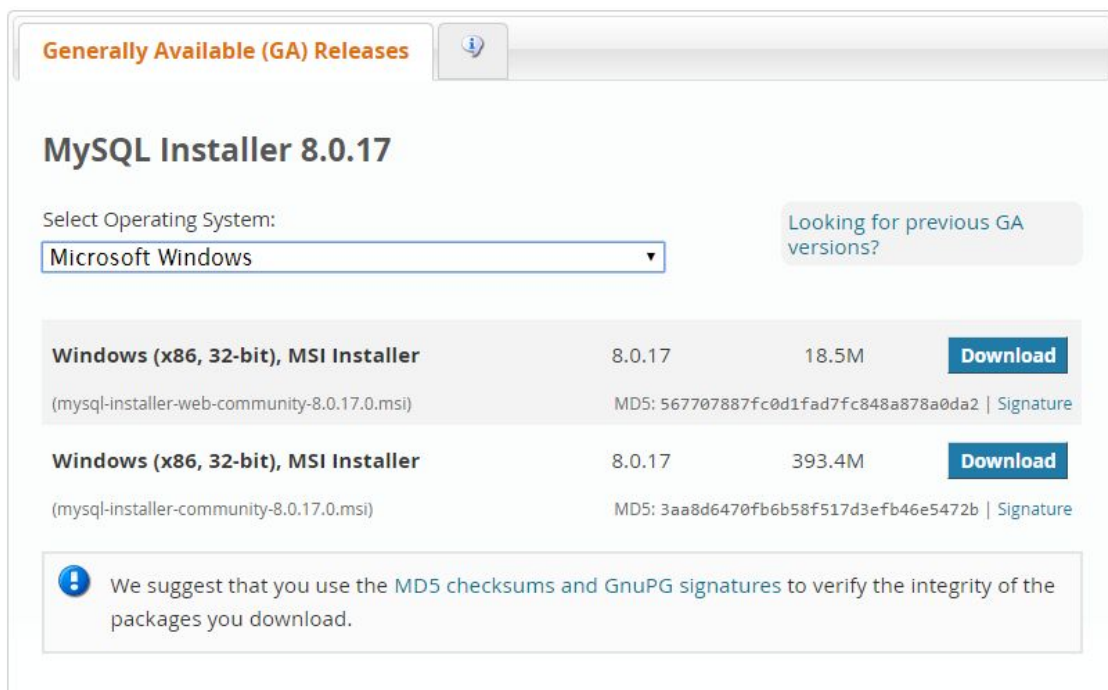 Generally Available (GA) Releases
MySQL Installer 8.0.17
Select Operating System:
Looking for previous GA
versions?
Microsoft Windows
Windows (x86, 32-bit), MSI Installer 8.0.17 18.5M Download
(mysql-installer-web-community-8.0.17.0.msi) MD5: 567707887fc0d1fad7fc848a878a0da2 | Signature
Windows (x86, 32-bit), MSI Installer 8.0.17 393.4M Download
(mysql-installer-community-8.0.17.0.msi) MD5: 3aa8d6470fb6b58f517d3efb46e5472b | Signature
We suggest that you use the MD5 checksums and GnuPG signatures to verify the integrity of the
packages you download.